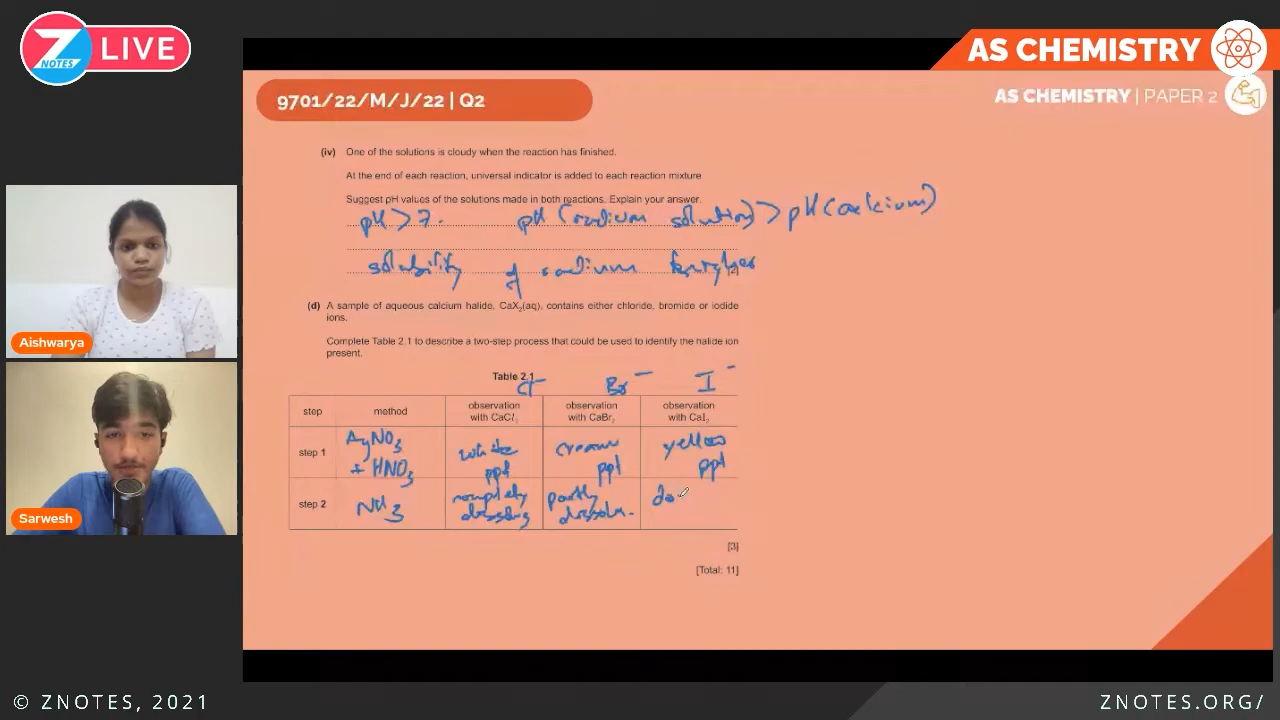 Z NOTES LIVE
AS CHEMISTRY
9701/22/M/J/22 | Q2
AS CHEMISTRY | PAPER 2
(iv) One of the solutions is cloudy when the reaction has finished.
At the end of each reaction, universal indicator is added to each reaction mixture.
Suggest pH values of the solutions made in both reactions. Explain your answer.
pH > 7. pH (radium solution) > pH (calcium)
solubility of radium
[2]
(d) A sample of aqueous calcium halide, CaX₂(aq), contains either chloride, bromide or iodide
ions.
Complete Table 2.1 to describe a two-step process that could be used to identify the halide ion
present.
Table 2.1
Cl⁻ Br⁻ I⁻
step method observation with CaCl₂ observation with CaBr₂ observation with CaI₂
step 1 AgNO₃ + HNO₃ white ppt cream ppt yellow ppt
step 2 NH₃ partly do
[3]
[Total: 11]
Aishwarya
Sarwesh
© ZNOTES, 2021
ZNOTES.ORG/